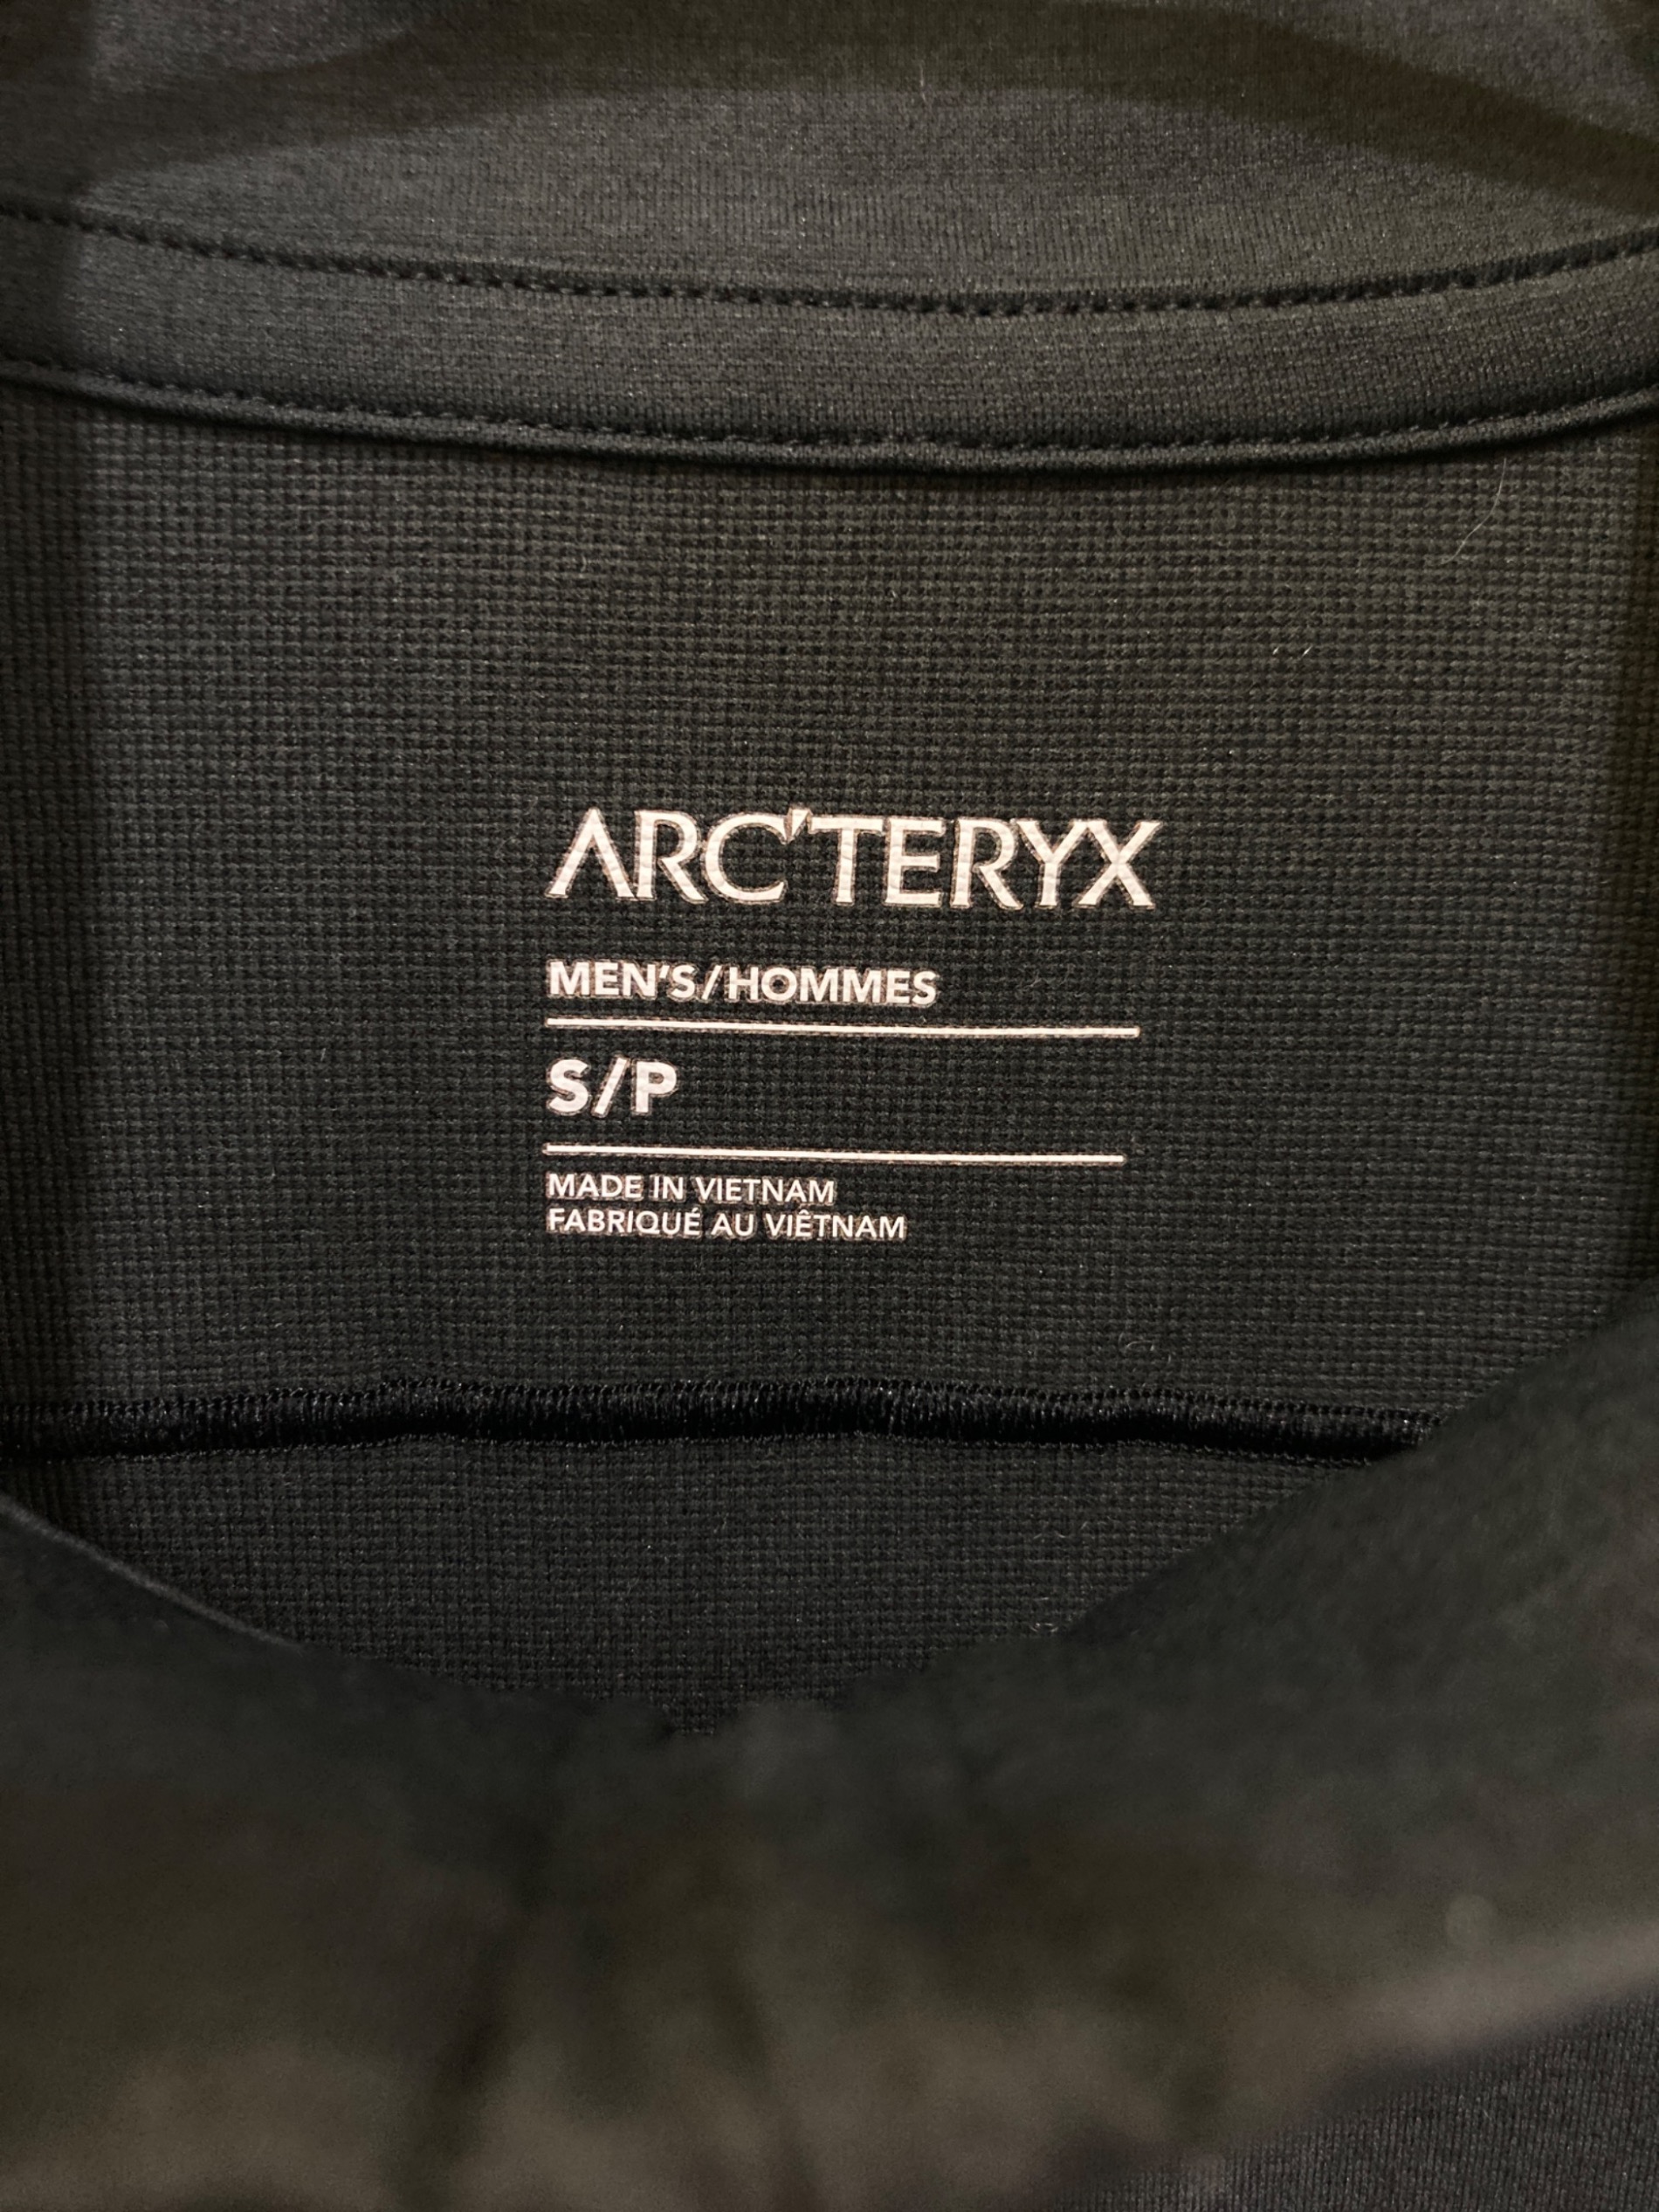 ARC'TERYX
MEN'S/HOMMES
S/P
MADE IN VIETNAM
FABRIQUÉ AU VIÊTNAM